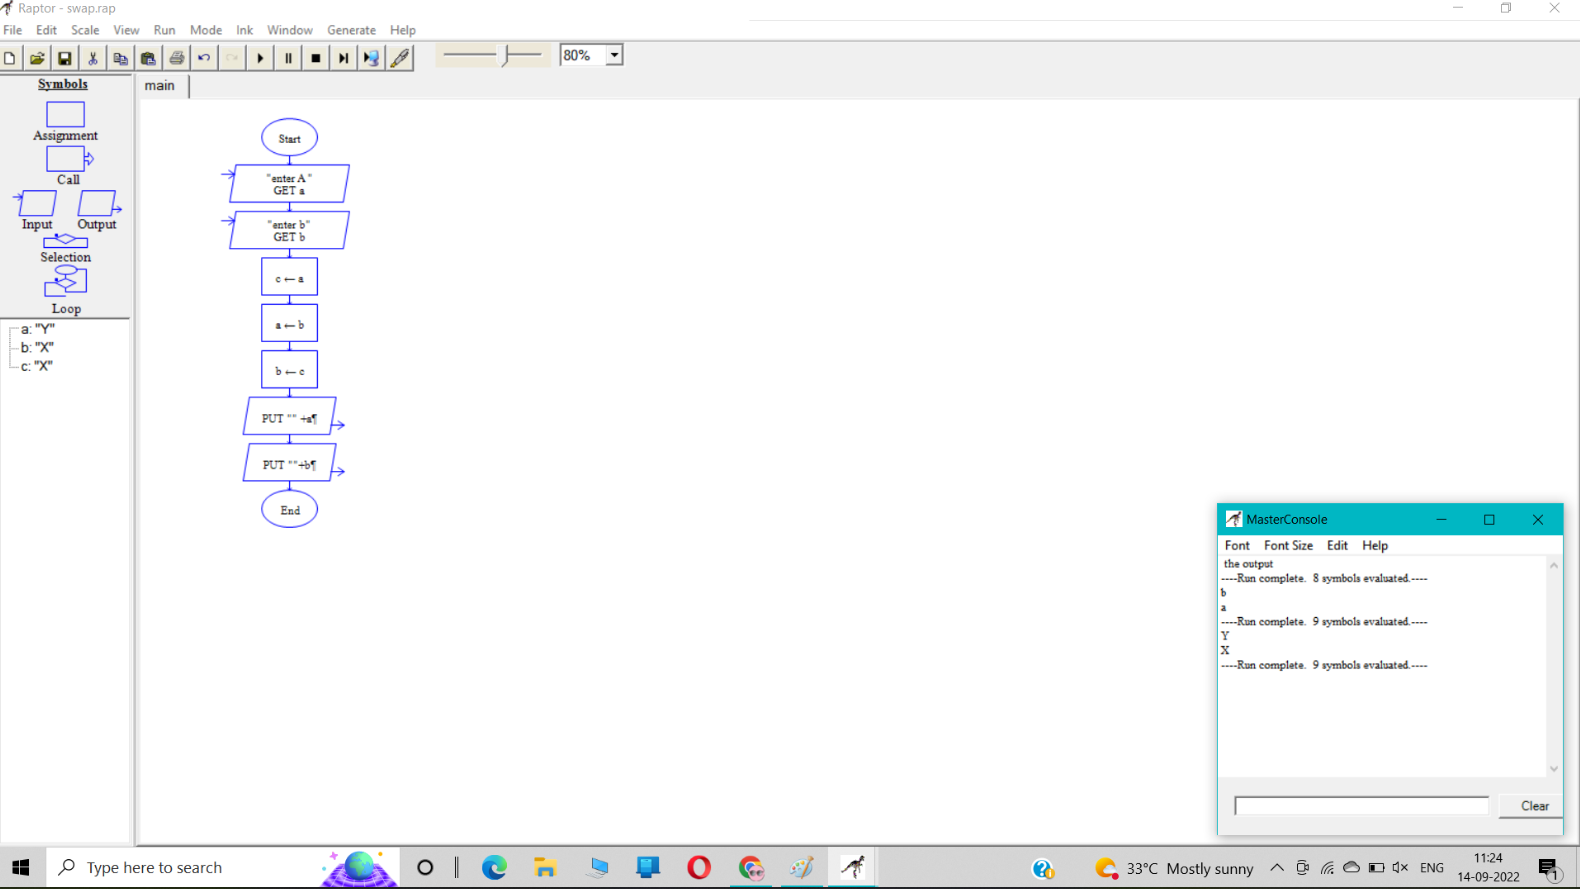 Raptor - swap.rap
File Edit Scale View Run Mode Ink Window Generate Help
80%
Symbols
Assignment
Call
Input Output
Selection
Loop
a: "Y"
b: "X"
c: "X"
main
Start
"enter A "
GET a
"enter b"
GET b
c ← a
a ← b
b ← c
PUT "" +a¶
PUT ""+b¶
End
MasterConsole
Font Font Size Edit Help
the output
----Run complete.  8 symbols evaluated.----
b
a
----Run complete.  9 symbols evaluated.----
Y
X
----Run complete.  9 symbols evaluated.----
Clear
Type here to search
33°C Mostly sunny
ENG
11:24
14-09-2022
1